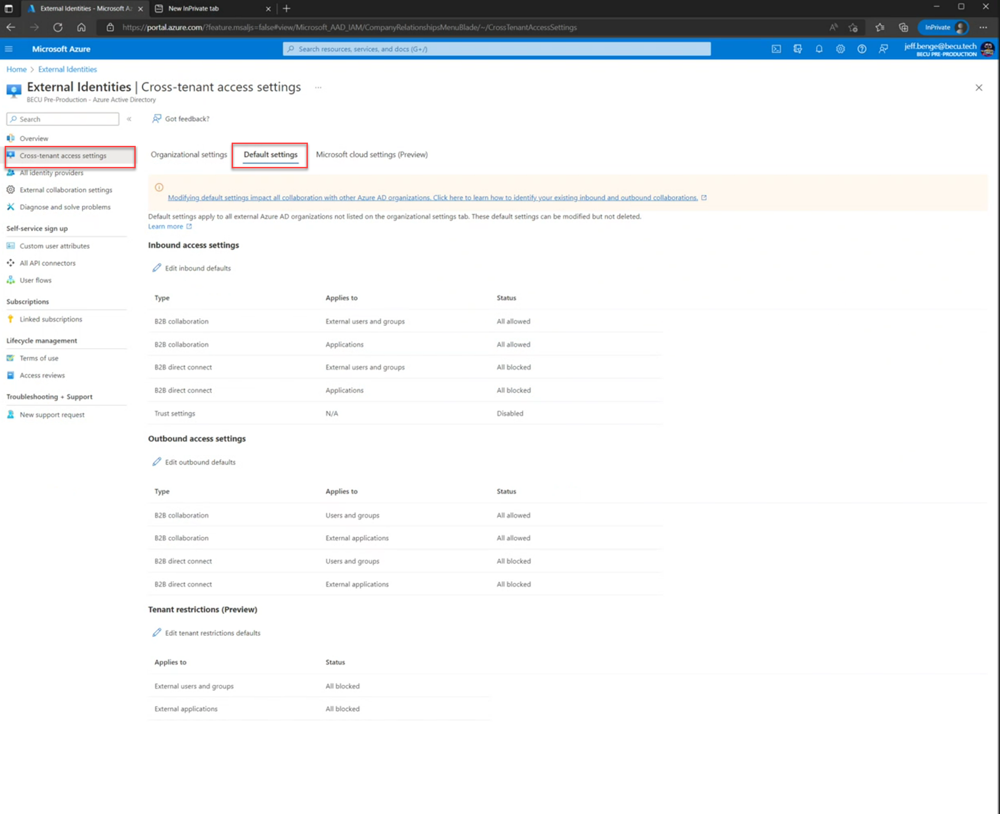 External Identities - Microsoft Az
New InPrivate tab
https://portal.azure.com/?feature.msaljs=false#view/Microsoft_AAD_IAM/CompanyRelationshipsMenuBlade/~/CrossTenantAccessSettings
InPrivate
Microsoft Azure
Search resources, services, and docs (G+/)
jeff.benge@becu.tech
BECU PRE-PRODUCTION
Home > External Identities
External Identities | Cross-tenant access settings ...
BECU Pre-Production - Azure Active Directory
Search
«
Got feedback?
Overview
Cross-tenant access settings
All identity providers
External collaboration settings
Diagnose and solve problems
Self-service sign up
Custom user attributes
All API connectors
User flows
Subscriptions
Linked subscriptions
Lifecycle management
Terms of use
Access reviews
Troubleshooting + Support
New support request
Organizational settings Default settings Microsoft cloud settings (Preview)
Modifying default settings impact all collaboration with other Azure AD organizations. Click here to learn how to identify your existing inbound and outbound collaborations.
Default settings apply to all external Azure AD organizations not listed on the organizational settings tab. These default settings can be modified but not deleted.
Learn more
Inbound access settings
Edit inbound defaults
Type Applies to Status
B2B collaboration External users and groups All allowed
B2B collaboration Applications All allowed
B2B direct connect External users and groups All blocked
B2B direct connect Applications All blocked
Trust settings N/A Disabled
Outbound access settings
Edit outbound defaults
Type Applies to Status
B2B collaboration Users and groups All allowed
B2B collaboration External applications All allowed
B2B direct connect Users and groups All blocked
B2B direct connect External applications All blocked
Tenant restrictions (Preview)
Edit tenant restrictions defaults
Applies to Status
External users and groups All blocked
External applications All blocked